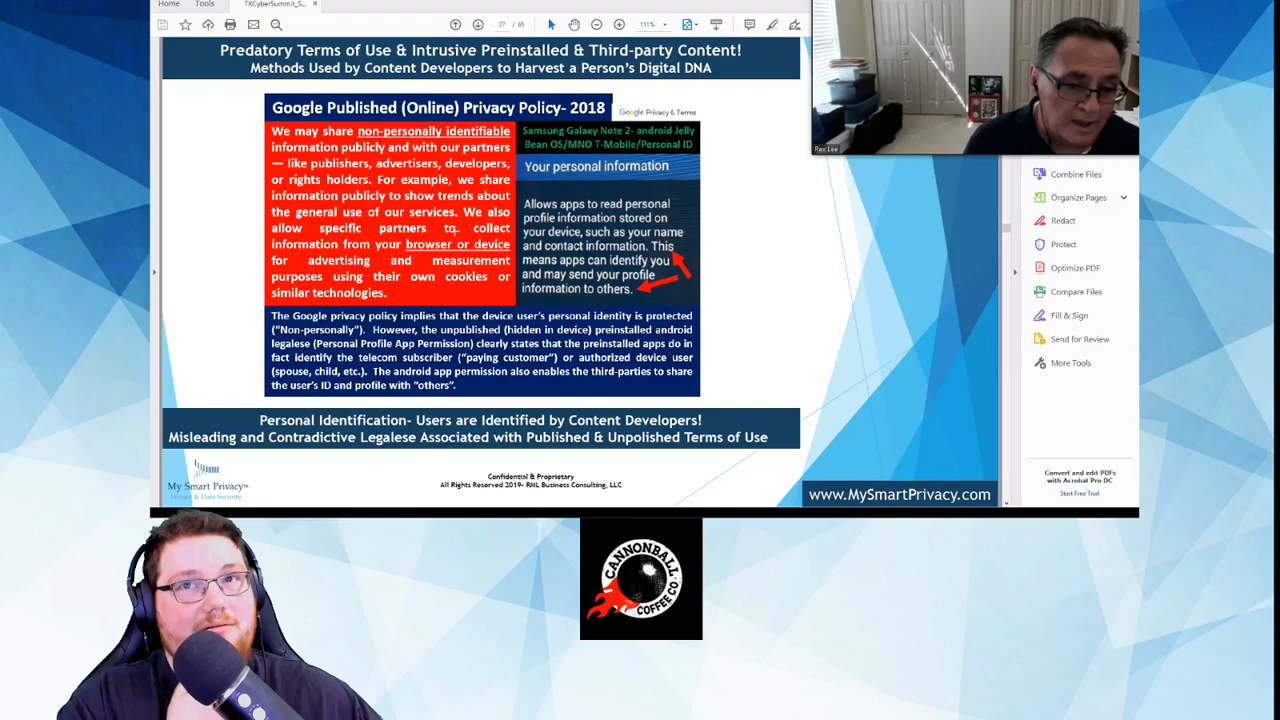 Home
Tools
TXCyberSummit_S...
27 / 65
111%
Predatory Terms of Use & Intrusive Preinstalled & Third-party Content!
Methods Used by Content Developers to Harvest a Person's Digital DNA
Google Published (Online) Privacy Policy- 2018
Google Privacy & Terms
We may share non-personally identifiable
information publicly and with our partners
— like publishers, advertisers, developers,
or rights holders. For example, we share
information publicly to show trends about
the general use of our services. We also
allow specific partners to collect
information from your browser or device
for advertising and measurement
purposes using their own cookies or
similar technologies.
Samsung Galaxy Note 2- android Jelly
Bean OS/MNO T-Mobile/Personal ID
Your personal information
Allows apps to read personal
profile information stored on
your device, such as your name
and contact information. This
means apps can identify you
and may send your profile
information to others.
The Google privacy policy implies that the device user's personal identity is protected
("Non-personally"). However, the unpublished (hidden in device) preinstalled android
legalese (Personal Profile App Permission) clearly states that the preinstalled apps do in
fact identify the telecom subscriber ("paying customer") or authorized device user
(spouse, child, etc.). The android app permission also enables the third-parties to share
the user's ID and profile with "others".
Personal Identification- Users are Identified by Content Developers!
Misleading and Contradictive Legalese Associated with Published & Unpolished Terms of Use
My Smart Privacy™
Privacy & Data Security
Confidential & Proprietary
All Rights Reserved 2019- RML Business Consulting, LLC
www.MySmartPrivacy.com
Rex Lee
Combine Files
Organize Pages
Redact
Protect
Optimize PDF
Compare Files
Fill & Sign
Send for Review
More Tools
Convert and edit PDFs
with Acrobat Pro DC
Start Free Trial
CANNONBALL
COFFEE CO